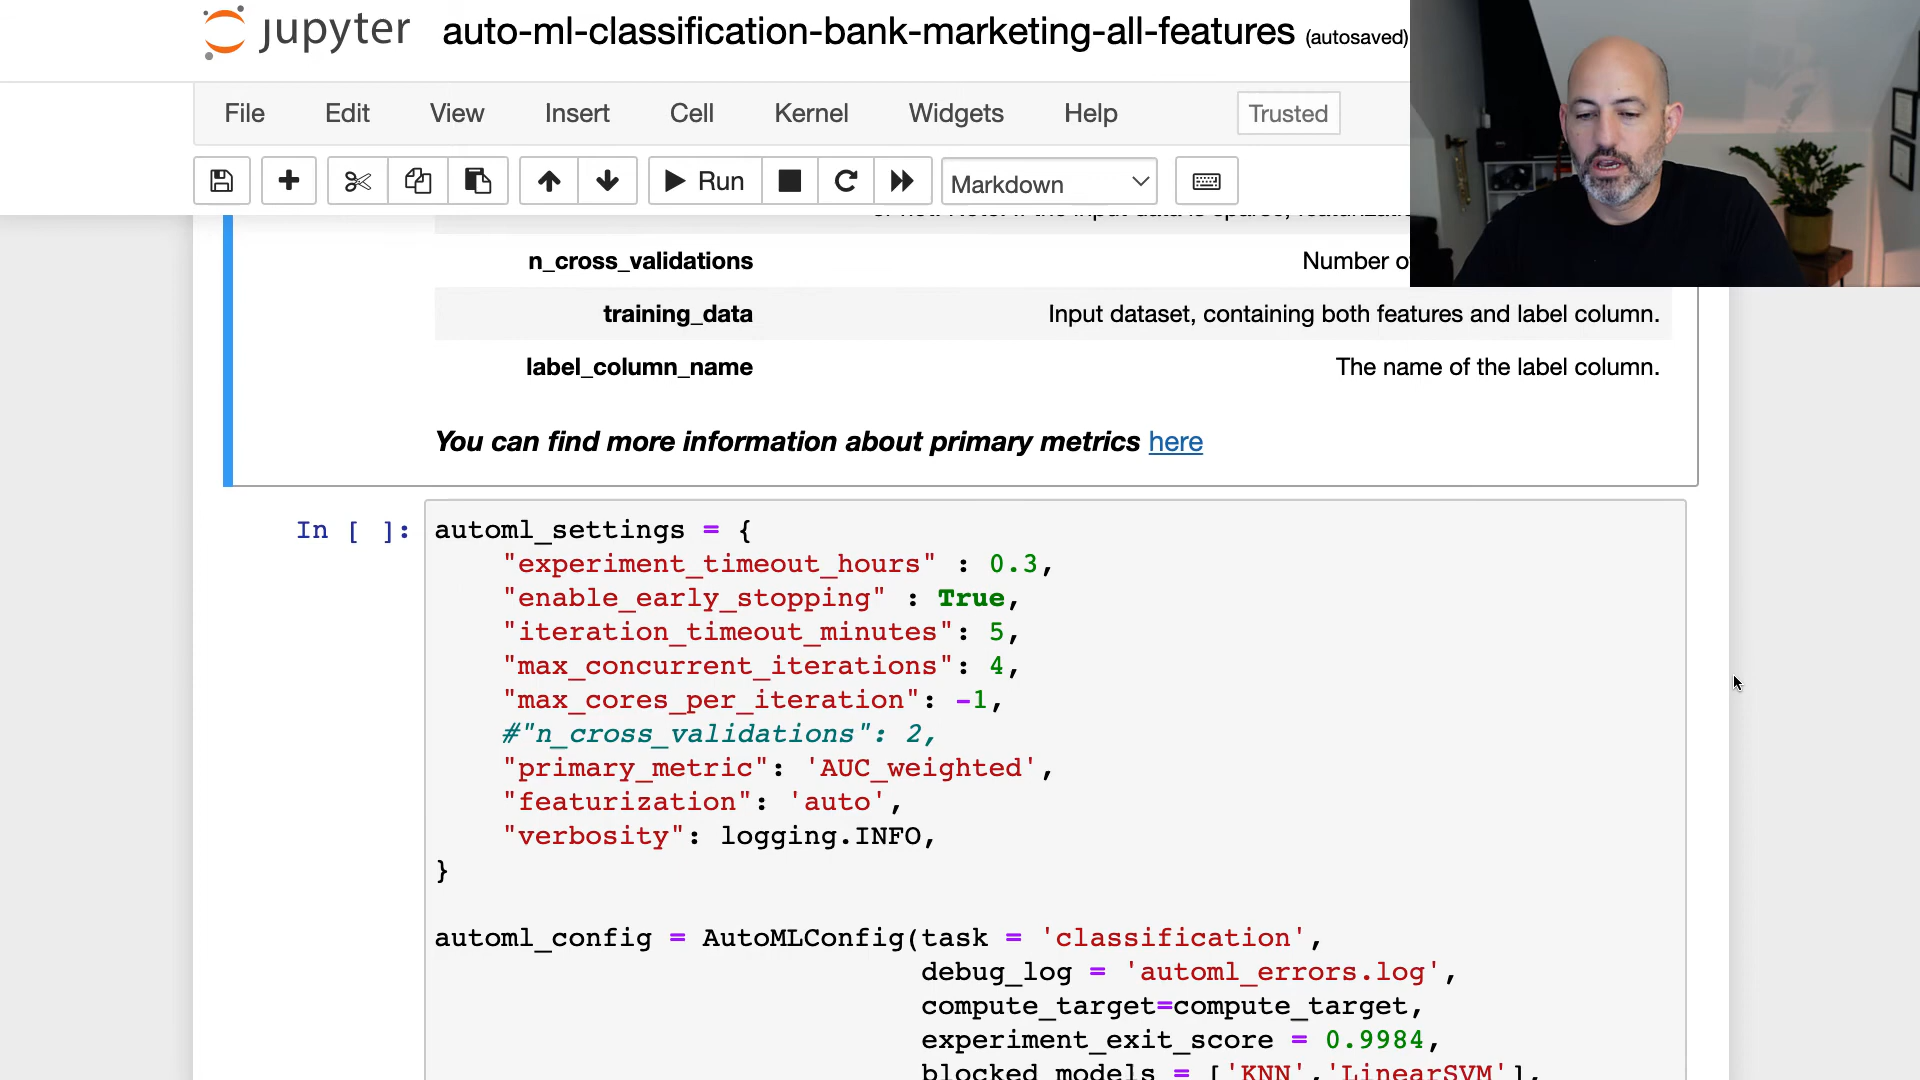 jupyter auto-ml-classification-bank-marketing-all-features (autosaved)
File Edit View Insert Cell Kernel Widgets Help Trusted
Run Markdown
n_cross_validations Number
training_data Input dataset, containing both features and label column.
label_column_name The name of the label column.
You can find more information about primary metrics here
In [ ]: automl_settings = {
"experiment_timeout_hours" : 0.3,
"enable_early_stopping" : True,
"iteration_timeout_minutes": 5,
"max_concurrent_iterations": 4,
"max_cores_per_iteration": -1,
#"n_cross_validations": 2,
"primary_metric": 'AUC_weighted',
"featurization": 'auto',
"verbosity": logging.INFO,
}
automl_config = AutoMLConfig(task = 'classification',
debug_log = 'automl_errors.log',
compute_target=compute_target,
experiment_exit_score = 0.9984,
blocked_models = ['KNN','LinearSVM'],